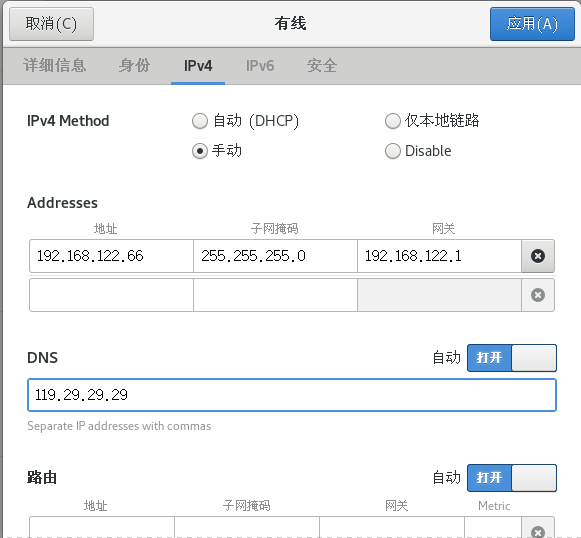 取消(C) 有线 应用(A)
详细信息 身份 IPv4 IPv6 安全
IPv4 Method 自动 (DHCP) 仅本地链路
手动 Disable
Addresses
地址 子网掩码 网关
192.168.122.66 255.255.255.0 192.168.122.1
DNS 自动 打开
119.29.29.29
Separate IP addresses with commas
路由 自动 打开
地址 子网掩码 网关 Metric